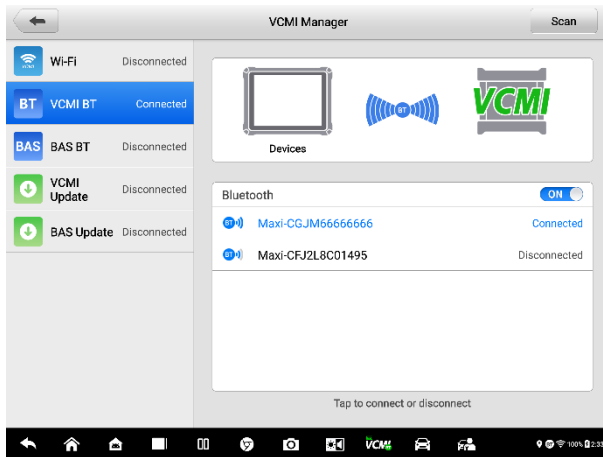 VCMI Manager
Scan
Wi-Fi Disconnected
BT VCMI BT Connected
BAS BAS BT Disconnected
VCMI
Update Disconnected
BAS Update Disconnected
BT
VCMI
Devices
Bluetooth ON
BT Maxi-CGJM66666666 Connected
BT Maxi-CFJ2L8C01495 Disconnected
Tap to connect or disconnect
VCMI 100% 2:33